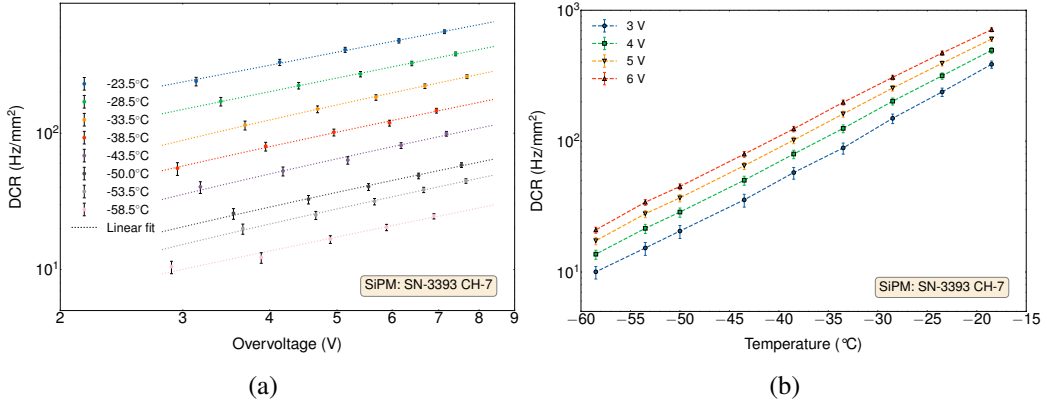 10³
-23.5°C
-28.5°C
-33.5°C
-38.5°C
-43.5°C
-50.0°C
-53.5°C
-58.5°C
Linear fit
DCR (Hz/mm²)
10²
10¹
SiPM: SN-3393 CH-7
2 3 4 5 6 7 8 9
Overvoltage (V)
(a)
3 V
4 V
5 V
6 V
DCR (Hz/mm²)
10²
10¹
SiPM: SN-3393 CH-7
−60 −55 −50 −45 −40 −35 −30 −25 −20 −15
Temperature (°C)
(b)